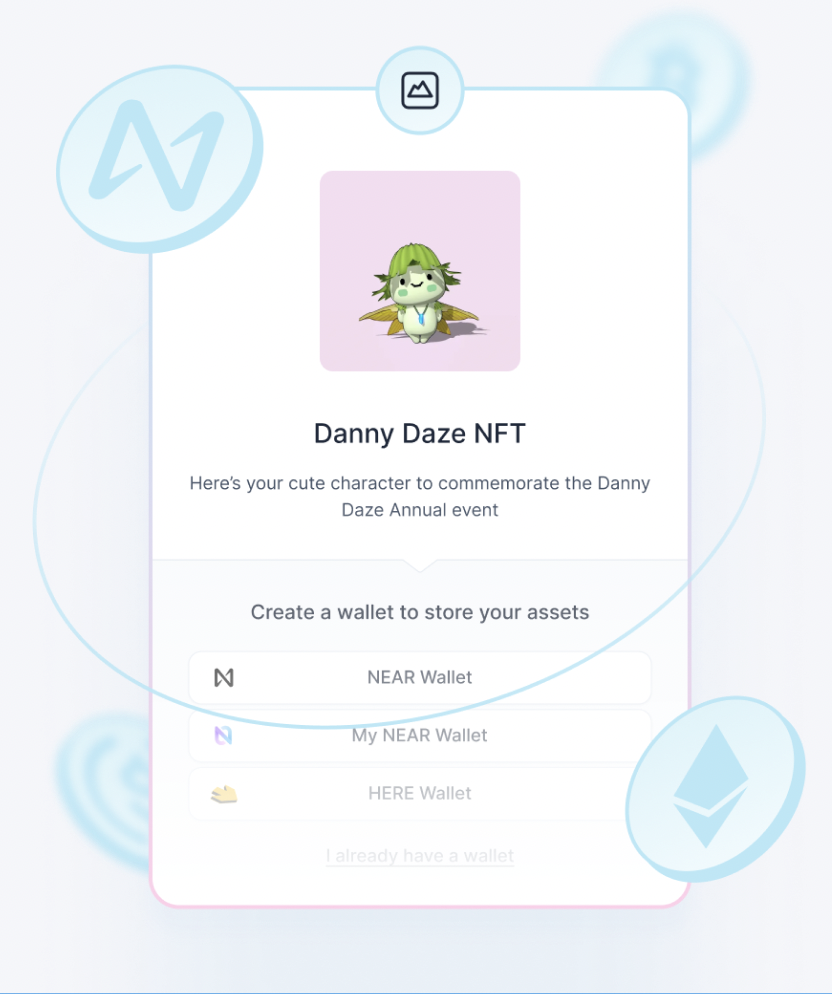 Danny Daze NFT
Here’s your cute character to commemorate the Danny
Daze Annual event
Create a wallet to store your assets
NEAR Wallet
My NEAR Wallet
HERE Wallet
I already have a wallet